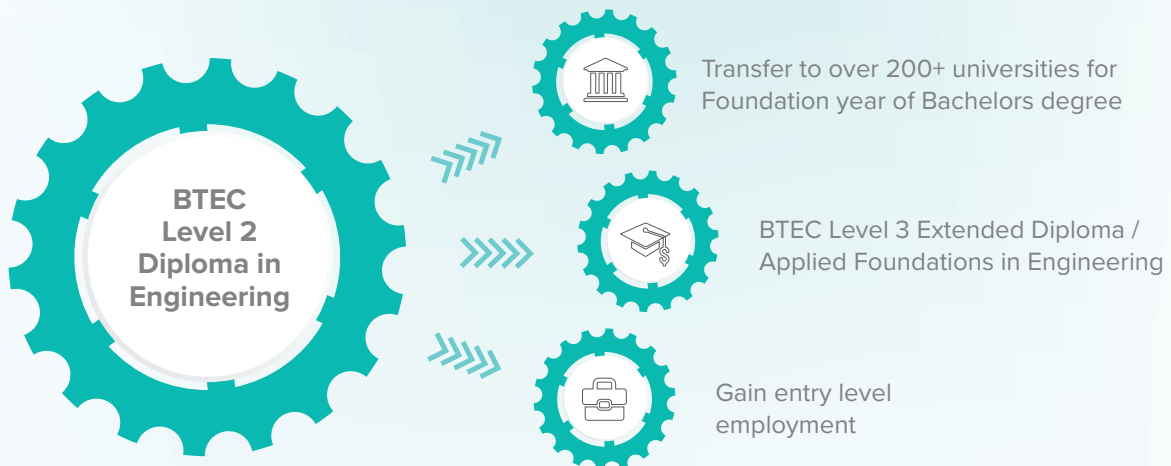 BTEC
Level 2
Diploma in
Engineering
Transfer to over 200+ universities for
Foundation year of Bachelors degree
BTEC Level 3 Extended Diploma /
Applied Foundations in Engineering
Gain entry level
employment